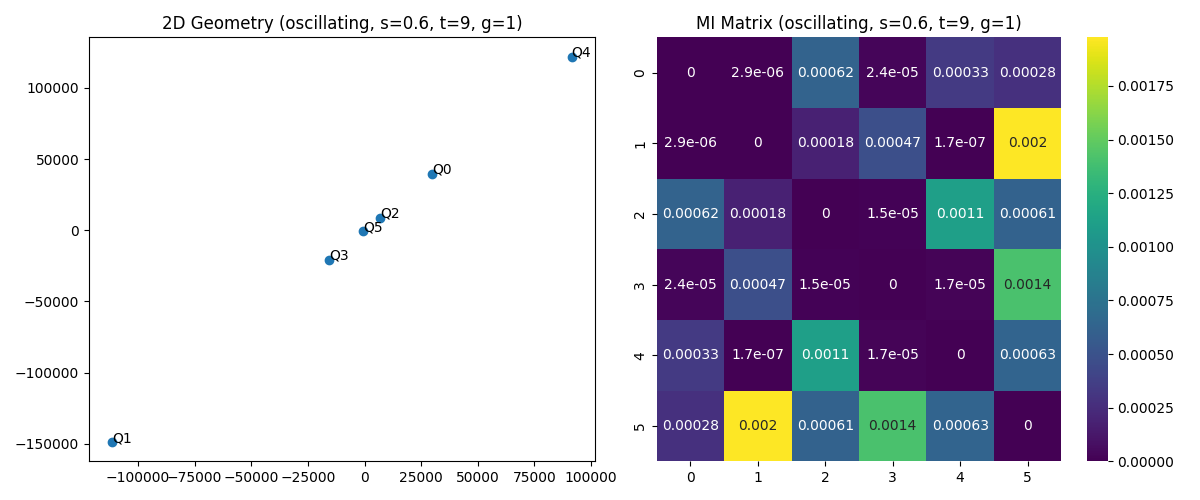 2D Geometry (oscillating, s=0.6, t=9, g=1)
100000
50000
0
−50000
−100000
−150000
Q4
Q0
Q2
Q5
Q3
Q1
−100000 −75000 −50000 −25000 0 25000 50000 75000 100000
MI Matrix (oscillating, s=0.6, t=9, g=1)
0 0 2.9e-06 0.00062 2.4e-05 0.00033 0.00028
1 2.9e-06 0 0.00018 0.00047 1.7e-07 0.002
2 0.00062 0.00018 0 1.5e-05 0.0011 0.00061
3 2.4e-05 0.00047 1.5e-05 0 1.7e-05 0.0014
4 0.00033 1.7e-07 0.0011 1.7e-05 0 0.00063
5 0.00028 0.002 0.00061 0.0014 0.00063 0
0 1 2 3 4 5
0.00175
0.00150
0.00125
0.00100
0.00075
0.00050
0.00025
0.00000